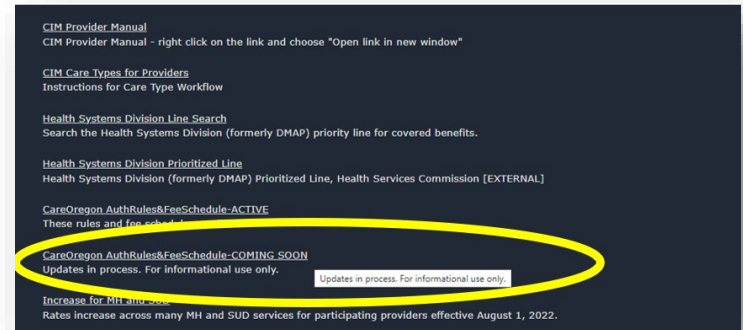 CIM Provider Manual
CIM Provider Manual - right click on the link and choose "Open link in new window"
CIM Care Types for Providers
Instructions for Care Type Workflow
Health Systems Division Line Search
Search the Health Systems Division (formerly DMAP) priority line for covered benefits.
Health Systems Division Prioritized Line
Health Systems Division (formerly DMAP) Prioritized Line, Health Services Commission [EXTERNAL]
CareOregon AuthRules&FeeSchedule-ACTIVE
These rules and fee
CareOregon AuthRules&FeeSchedule-COMING SOON
Updates in process. For informational use only.
Updates in process. For informational use only.
Increase for MH and SUD
Rates increase across many MH and SUD services for participating providers effective August 1, 2022.